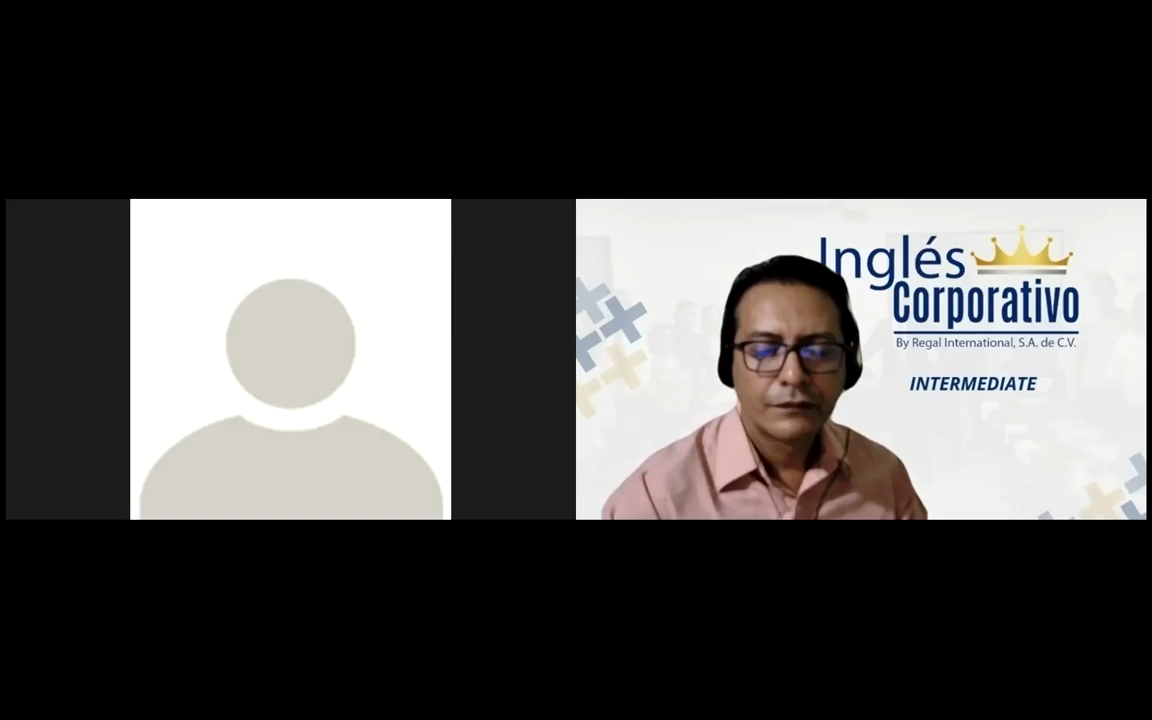 Inglés
Corporativo
By Regal International, S.A. de C.V.
INTERMEDIATE